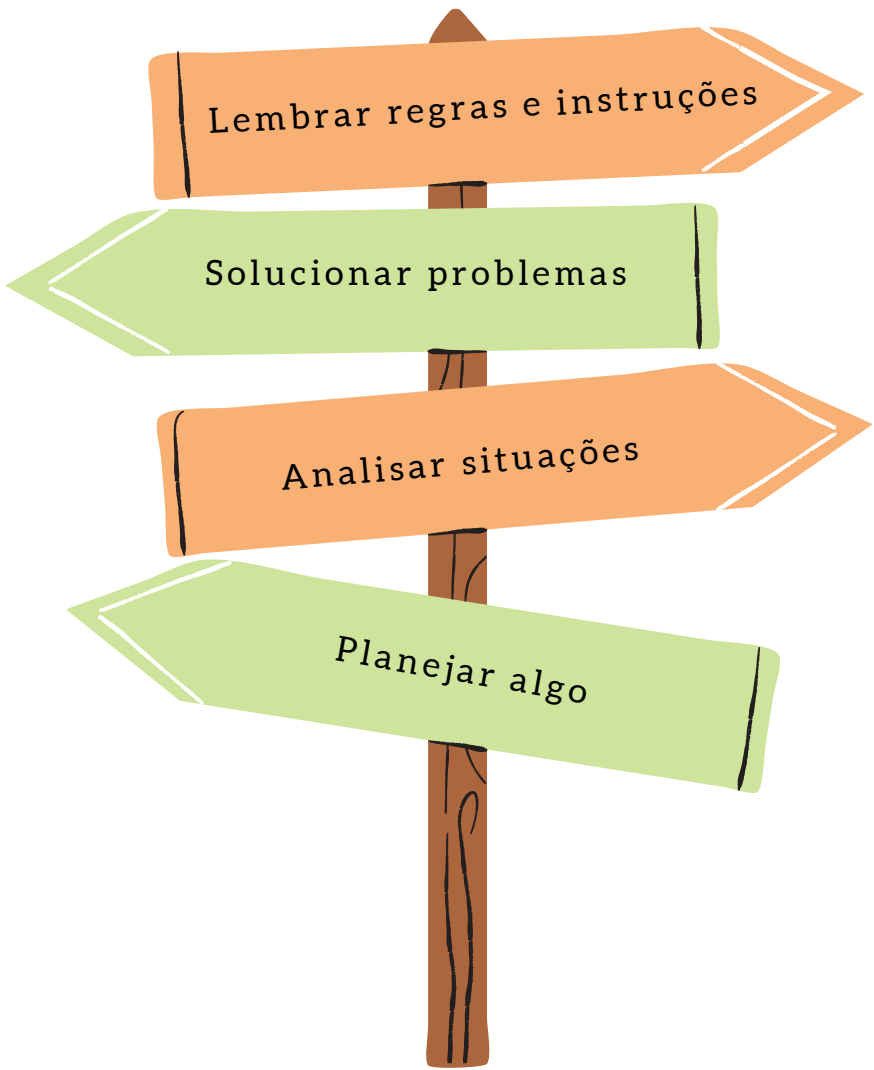 Lembrar regras e instruções
Solucionar problemas
Analisar situações
Planejar algo